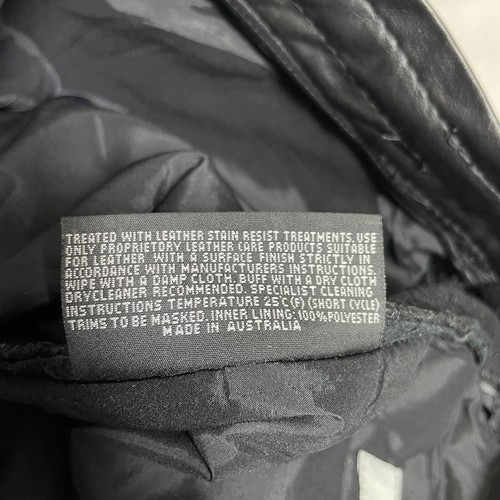 TREATED WITH LEATHER STAIN RESIST TREATMENTS. USE
ONLY PROPRIETORY LEATHER CARE PRODUCTS SUITABLE
FOR LEATHER WITH A SURFACE FINISH STRICTLY IN
ACCORDANCE WITH MANUFACTURERS INSTRUCTIONS.
WIPE WITH A DAMP CLOTH. BUFF WITH A DRY CLOTH
DRYCLEANER IS RECOMMENDED. SPECIALIST CLEANING
INSTRUCTIONS TEMPERATURE 25°C(F) (SHORT CYCLE)
TRIMS TO BE MASKED. INNER LINING: 100% POLYESTER
MADE IN AUSTRALIA